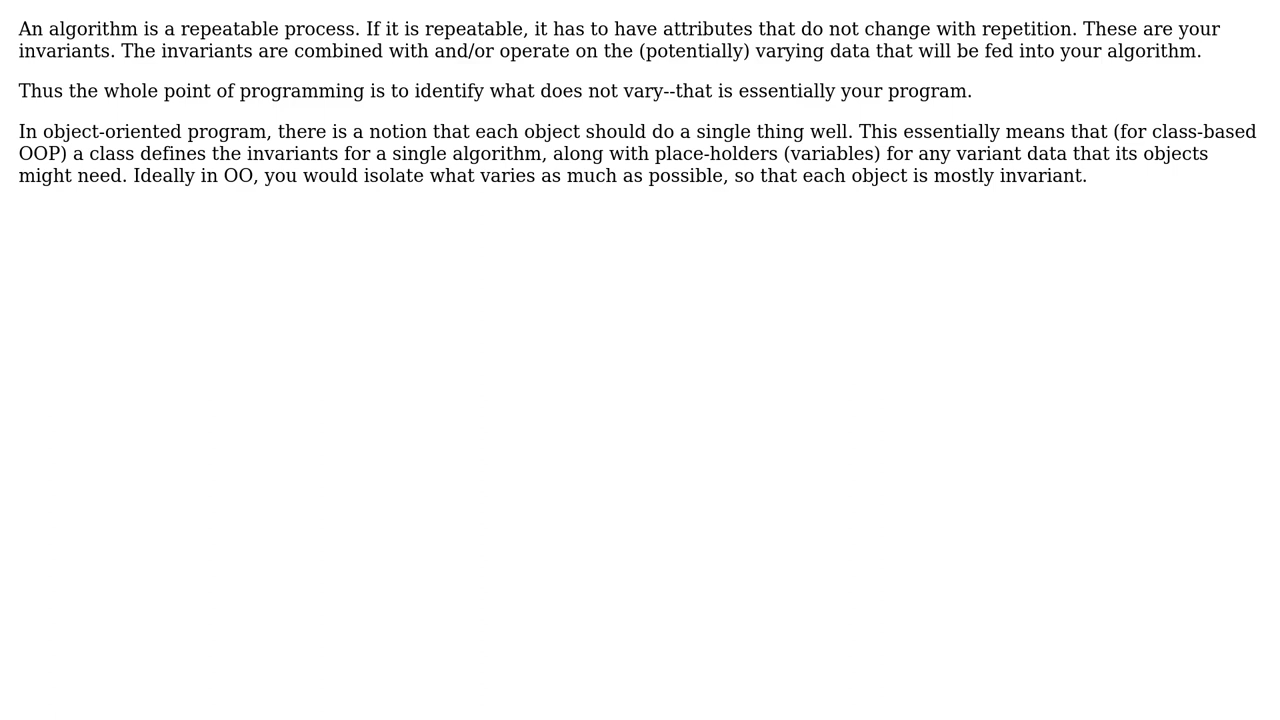 An algorithm is a repeatable process. If it is repeatable, it has to have attributes that do not change with repetition. These are your
invariants. The invariants are combined with and/or operate on the (potentially) varying data that will be fed into your algorithm.
Thus the whole point of programming is to identify what does not vary--that is essentially your program.
In object-oriented program, there is a notion that each object should do a single thing well. This essentially means that (for class-based
OOP) a class defines the invariants for a single algorithm, along with place-holders (variables) for any variant data that its objects
might need. Ideally in OO, you would isolate what varies as much as possible, so that each object is mostly invariant.